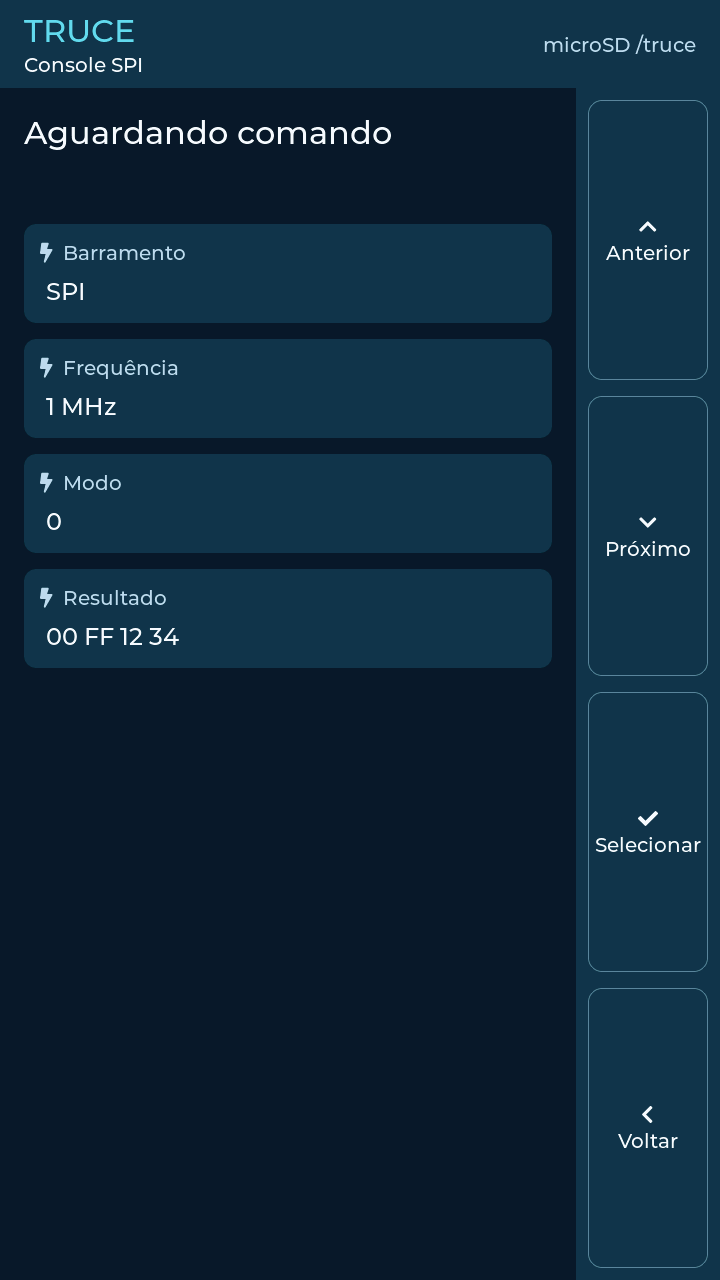 TRUCE
Console SPI
microSD /truce
Aguardando comando
Barramento
SPI
Frequência
1 MHz
Modo
0
Resultado
00 FF 12 34
Anterior
Próximo
Selecionar
Voltar